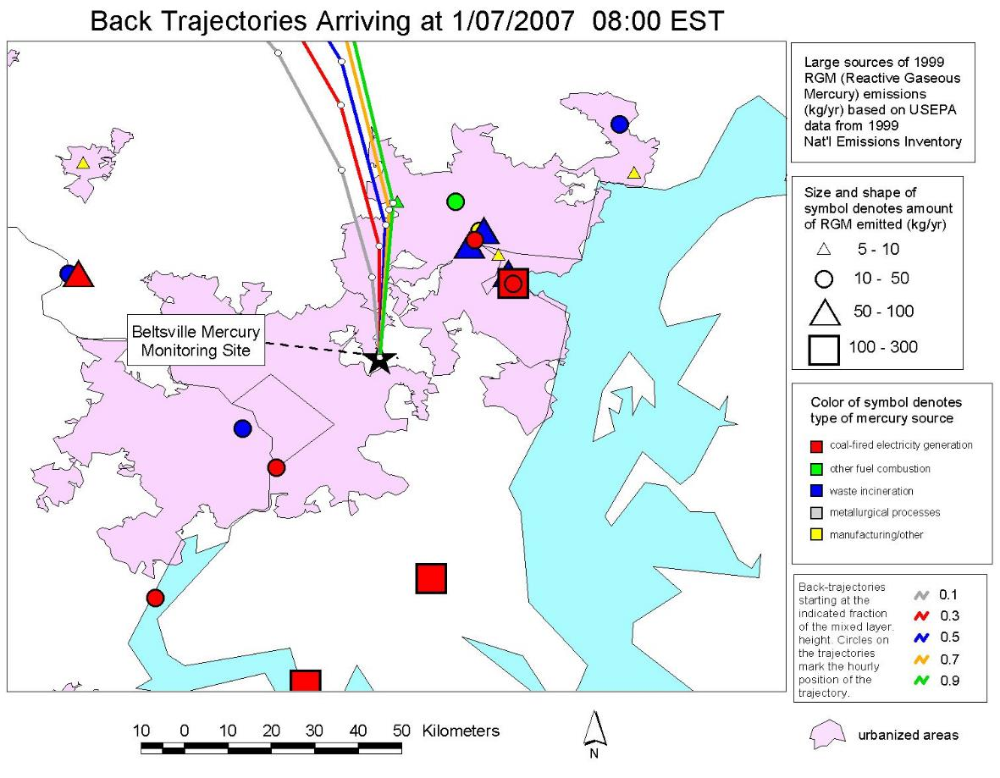 Back Trajectories Arriving at 1/07/2007  08:00 EST
Large sources of 1999
RGM (Reactive Gaseous
Mercury) emissions
(kg/yr) based on USEPA
data from 1999
Nat'l Emissions Inventory
Size and shape of
symbol denotes amount
of RGM emitted (kg/yr)
5 - 10
10 - 50
50 - 100
100 - 300
Beltsville Mercury
Monitoring Site
Color of symbol denotes
type of mercury source
coal-fired electricity generation
other fuel combustion
waste incineration
metallurgical processes
manufacturing/other
Back-trajectories
starting at the
indicated fraction
of the mixed layer.
height. Circles on
the trajectories
mark the hourly
position of the
trajectory.
0.1
0.3
0.5
0.7
0.9
10 0 10 20 30 40 50 Kilometers
N
urbanized areas